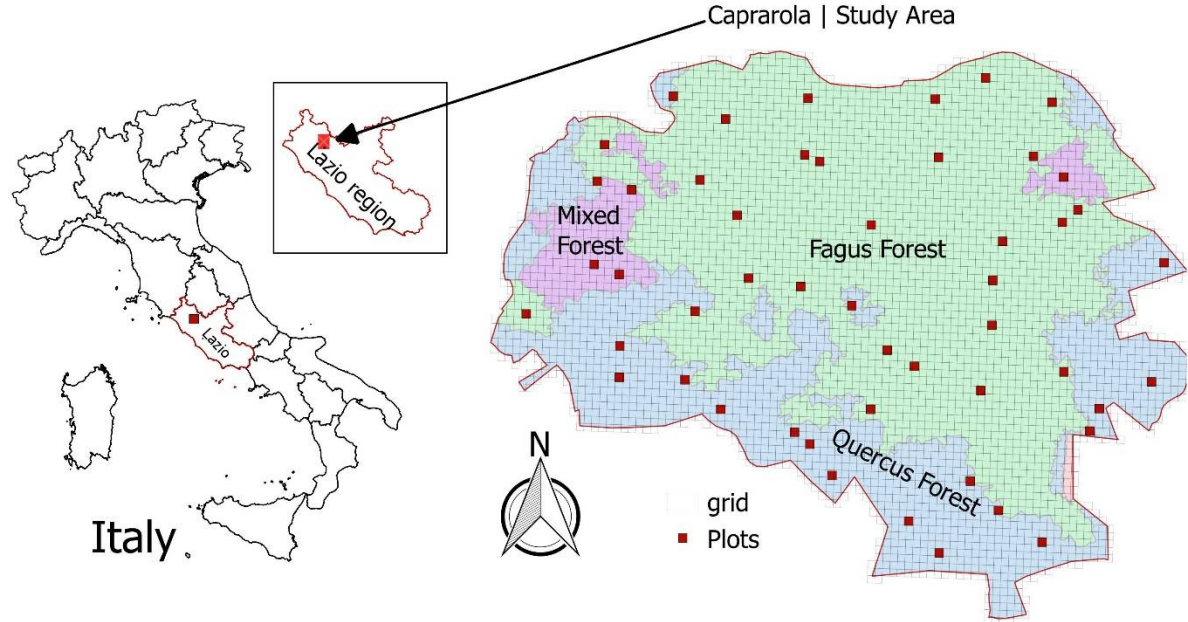 Caprarola | Study Area
Lazio region
Mixed
Forest
Fagus Forest
Lazio
Quercus Forest
N
Italy
grid
Plots